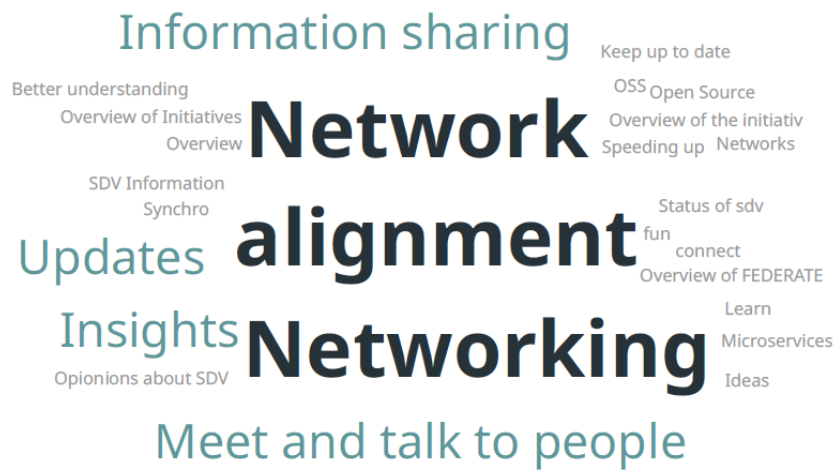 Information sharing
Keep up to date
Better understanding
OSS
Open Source
Overview of Initiatives
Network
Overview of the initiativ
Overview
Speeding up
Networks
SDV Information
Synchro
alignment
Status of sdv
fun
connect
Updates
Overview of FEDERATE
Insights
Networking
Learn
Microservices
Opionions about SDV
Ideas
Meet and talk to people